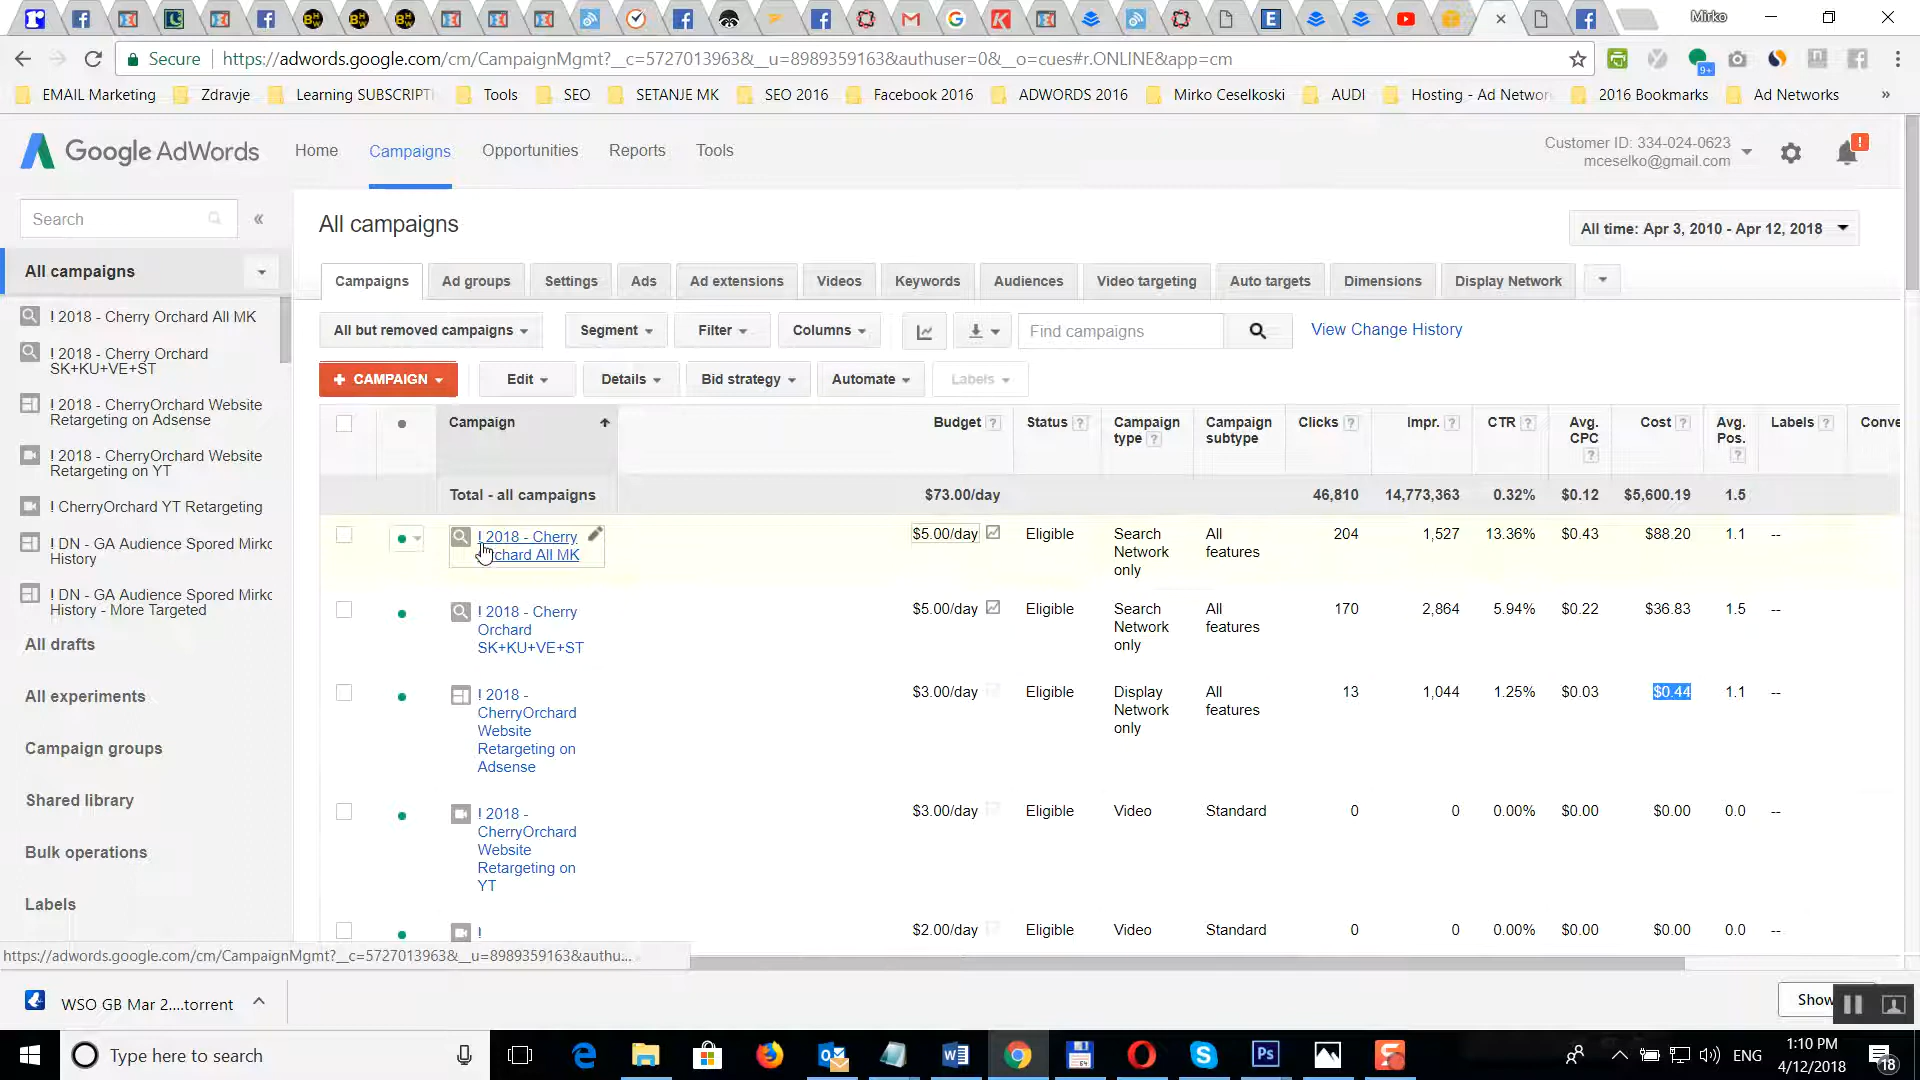 Mirko
Secure
https://adwords.google.com/cm/CampaignMgmt?__c=5727013963&__u=8989359163&authuser=0&__o=cues#r.ONLINE&app=cm
9+
EMAIL Marketing
Zdravje
Learning SUBSCRIPTI
Tools
SEO
SETANJE MK
SEO 2016
Facebook 2016
ADWORDS 2016
Mirko Ceselkoski
AUDI
Hosting - Ad Networ
2016 Bookmarks
Ad Networks
»
Google AdWords
Home
Campaigns
Opportunities
Reports
Tools
Customer ID: 334-024-0623
mceselko@gmail.com
!
Search
«
All campaigns
! 2018 - Cherry Orchard All MK
! 2018 - Cherry Orchard
SK+KU+VE+ST
! 2018 - CherryOrchard Website
Retargeting on Adsense
! 2018 - CherryOrchard Website
Retargeting on YT
! CherryOrchard YT Retargeting
! DN - GA Audience Spored Mirko
History
! DN - GA Audience Spored Mirko
History - More Targeted
All drafts
All experiments
Campaign groups
Shared library
Bulk operations
Labels
All campaigns
All time: Apr 3, 2010 - Apr 12, 2018
Campaigns
Ad groups
Settings
Ads
Ad extensions
Videos
Keywords
Audiences
Video targeting
Auto targets
Dimensions
Display Network
All but removed campaigns
Segment
Filter
Columns
Find campaigns
View Change History
+ CAMPAIGN
Edit
Details
Bid strategy
Automate
Labels
Campaign
Budget ?
Status ?
Campaign
type ?
Campaign
subtype
Clicks ?
Impr. ?
CTR ?
Avg.
CPC
?
Cost ?
Avg.
Pos.
?
Labels ?
Conve
Total - all campaigns
$73.00/day
46,810
14,773,363
0.32%
$0.12
$5,600.19
1.5
! 2018 - Cherry
Orchard All MK
$5.00/day
Eligible
Search
Network
only
All
features
204
1,527
13.36%
$0.43
$88.20
1.1
--
! 2018 - Cherry
Orchard
SK+KU+VE+ST
$5.00/day
Eligible
Search
Network
only
All
features
170
2,864
5.94%
$0.22
$36.83
1.5
--
! 2018 -
CherryOrchard
Website
Retargeting on
Adsense
$3.00/day
Eligible
Display
Network
only
All
features
13
1,044
1.25%
$0.03
$0.44
1.1
--
! 2018 -
CherryOrchard
Website
Retargeting on
YT
$3.00/day
Eligible
Video
Standard
0
0
0.00%
$0.00
$0.00
0.0
--
!
$2.00/day
Eligible
Video
Standard
0
0
0.00%
$0.00
$0.00
0.0
--
https://adwords.google.com/cm/CampaignMgmt?__c=5727013963&__u=8989359163&authu...
WSO GB Mar 2....torrent
Show
Type here to search
ENG
1:10 PM
4/12/2018
18